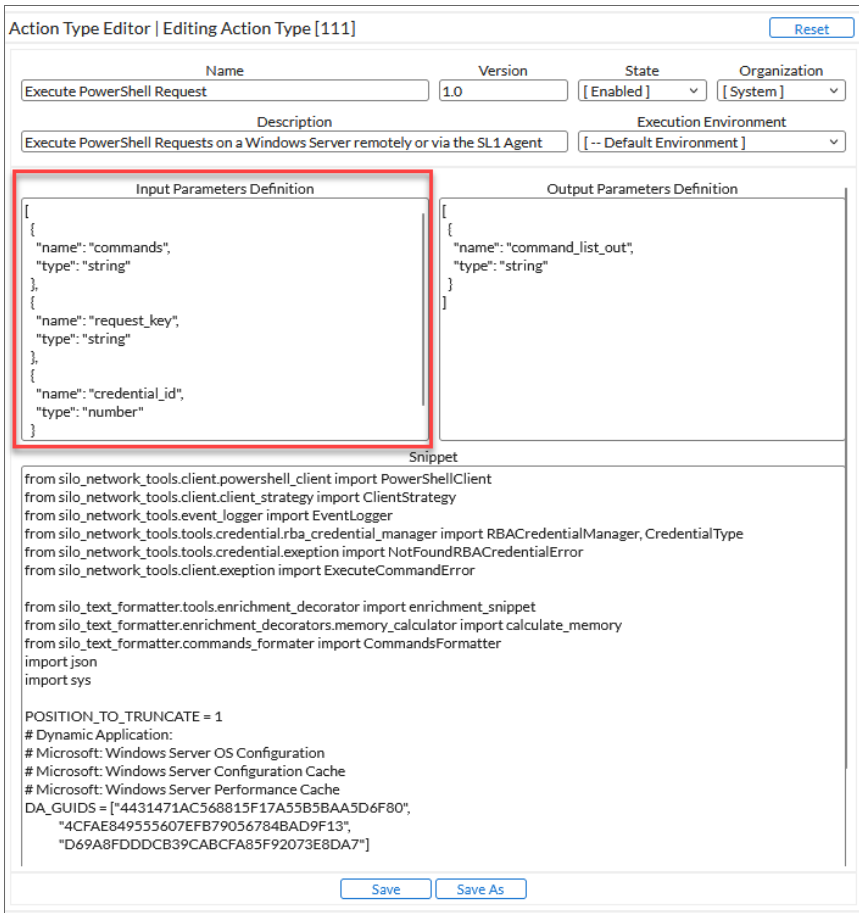 Action Type Editor | Editing Action Type [111]
Reset
Name
Version
State
Organization
Execute PowerShell Request
1.0
[ Enabled ]
[ System ]
Description
Execution Environment
Execute PowerShell Requests on a Windows Server remotely or via the SL1 Agent
[ -- Default Environment ]
Input Parameters Definition
[
{
"name": "commands",
"type": "string"
},
{
"name": "request_key",
"type": "string"
},
{
"name": "credential_id",
"type": "number"
}
Output Parameters Definition
[
{
"name": "command_list_out",
"type": "string"
}
]
Snippet
from silo_network_tools.client.powershell_client import PowerShellClient
from silo_network_tools.client.client_strategy import ClientStrategy
from silo_network_tools.event_logger import EventLogger
from silo_network_tools.tools.credential.rba_credential_manager import RBACredentialManager, CredentialType
from silo_network_tools.tools.credential.exeption import NotFoundRBACredentialError
from silo_network_tools.client.exeption import ExecuteCommandError
from silo_text_formatter.tools.enrichment_decorator import enrichment_snippet
from silo_text_formatter.enrichment_decorators.memory_calculator import calculate_memory
from silo_text_formatter.commands_formater import CommandsFormatter
import json
import sys
POSITION_TO_TRUNCATE = 1
# Dynamic Application:
# Microsoft: Windows Server OS Configuration
# Microsoft: Windows Server Configuration Cache
# Microsoft: Windows Server Performance Cache
DA_GUIDS = ["4431471AC568815F17A55B5BAA5D6F80",
"4CFAE849555607EFB79056784BAD9F13",
"D69A8FDDDCB39CABCFA85F92073E8DA7"]
Save
Save As